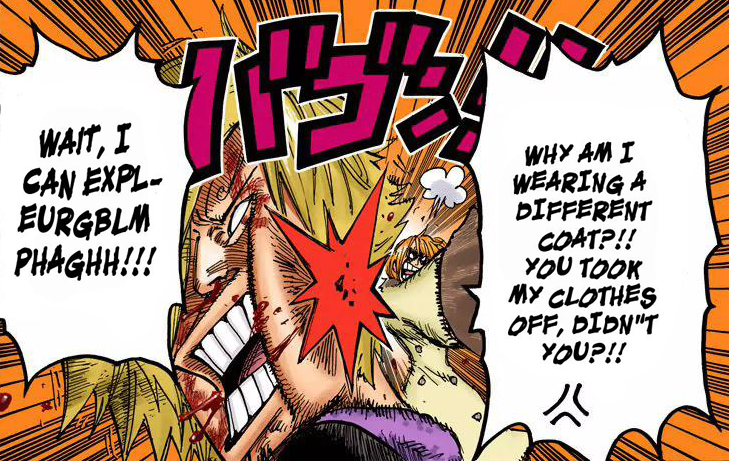 バゴッ!!
WHY AM I
WEARING A
DIFFERENT
COAT?!!
YOU TOOK
MY CLOTHES
OFF, DIDN"T
YOU?!!
WAIT, I
CAN EXPL-
EURGBLM
PHAGHH!!!